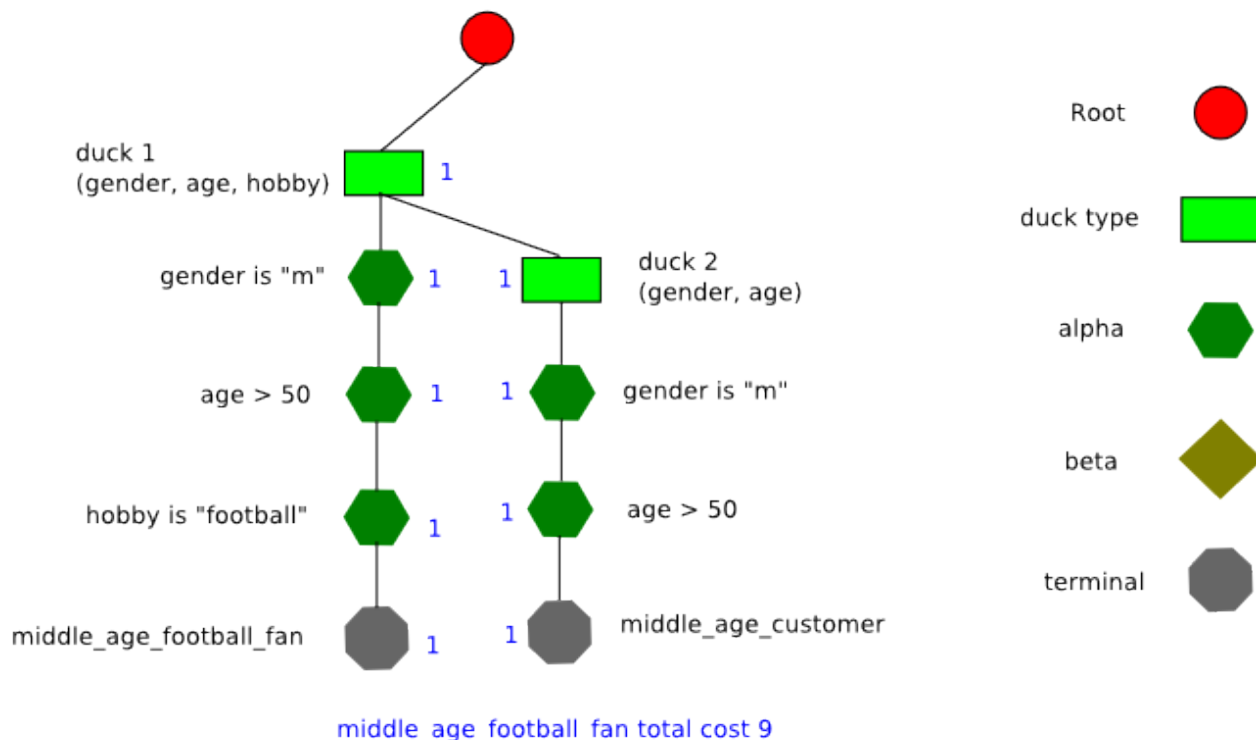 Root
duck 1
(gender, age, hobby)
1
duck type
gender is "m"
1
1
duck 2
(gender, age)
alpha
age > 50
1
1
gender is "m"
beta
hobby is "football"
1
1
age > 50
terminal
middle_age_football_fan
1
1
middle_age_customer
middle_age_football_fan total cost 9